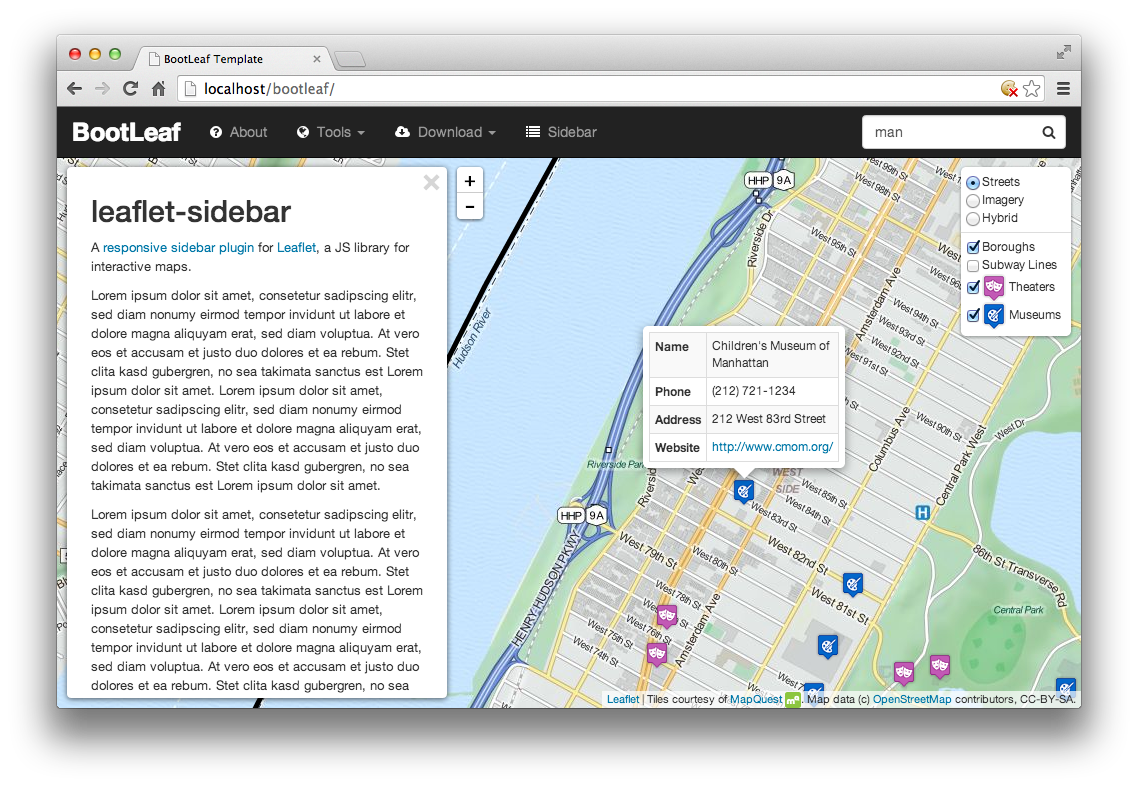 BootLeaf Template
localhost/bootleaf/
BootLeaf
About
Tools
Download
Sidebar
man
leaflet-sidebar
A responsive sidebar plugin for Leaflet, a JS library for
interactive maps.
Lorem ipsum dolor sit amet, consetetur sadipscing elitr,
sed diam nonumy eirmod tempor invidunt ut labore et
dolore magna aliquyam erat, sed diam voluptua. At vero
eos et accusam et justo duo dolores et ea rebum. Stet
clita kasd gubergren, no sea takimata sanctus est Lorem
ipsum dolor sit amet. Lorem ipsum dolor sit amet,
consetetur sadipscing elitr, sed diam nonumy eirmod
tempor invidunt ut labore et dolore magna aliquyam erat,
sed diam voluptua. At vero eos et accusam et justo duo
dolores et ea rebum. Stet clita kasd gubergren, no sea
takimata sanctus est Lorem ipsum dolor sit amet.
Lorem ipsum dolor sit amet, consetetur sadipscing elitr,
sed diam nonumy eirmod tempor invidunt ut labore et
dolore magna aliquyam erat, sed diam voluptua. At vero
eos et accusam et justo duo dolores et ea rebum. Stet
clita kasd gubergren, no sea takimata sanctus est Lorem
ipsum dolor sit amet. Lorem ipsum dolor sit amet,
consetetur sadipscing elitr, sed diam nonumy eirmod
tempor invidunt ut labore et dolore magna aliquyam erat,
sed diam voluptua. At vero eos et accusam et justo duo
dolores et ea rebum. Stet clita kasd gubergren, no sea
+
-
Streets
Imagery
Hybrid
Boroughs
Subway Lines
Theaters
Museums
Name Children's Museum of
Manhattan
Phone (212) 721-1234
Address 212 West 83rd Street
Website http://www.cmom.org/
HHP 9A
West 99th St
West 98th St
Riverside Dr
West 95th St
Amsterdam Ave
West 94th St
West 93rd St
West 92nd St
West 91st St
West 90th St
Hudson River
Columbus Ave
Central Park West
West Dr
WEST
SIDE
West 85th St
West 84th St
West 83rd St
West 82nd St
West 81st St
H
HHP 9A
West 79th St
West 80th St
West 78th St
West 76th St
West 75th St
West 74th St
HENRY HUDSON PKWY
Amsterdam Ave
86th St Transverse Rd
Central Park
Leaflet | Tiles courtesy of MapQuest . Map data (c) OpenStreetMap contributors, CC-BY-SA.